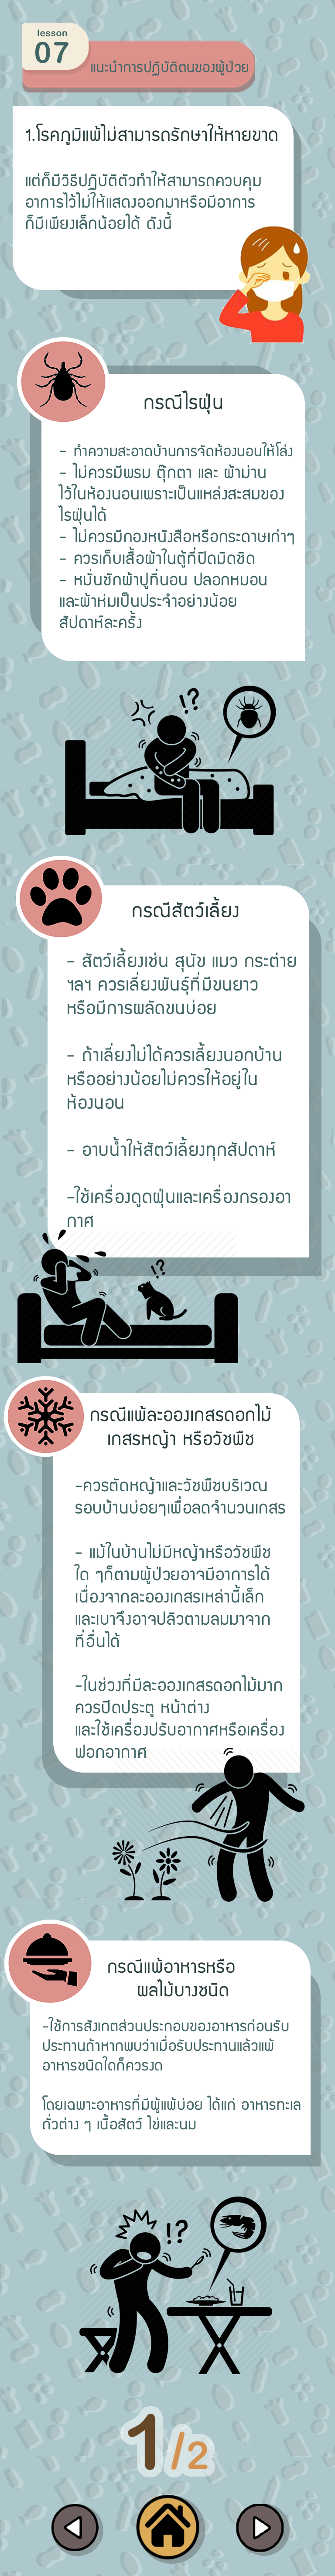 lesson
07
แนะนำการปฏิบัติตนของผู้ป่วย
1.โรคภูมิแพ้ไม่สามารถรักษาให้หายขาด
แต่ก็มีวิธีปฏิบัติตัวทำให้สามารถควบคุม
อาการไว้ไม่ให้แสดงออกมาหรือมีอาการ
ก็มีเพียงเล็กน้อยได้ ดังนี้
กรณีไรฝุ่น
- ทำความสะอาดบ้านการจัดห้องนอนให้โล่ง
- ไม่ควรมีพรม ตุ๊กตา และ ผ้าม่าน
ไว้ในห้องนอนเพราะเป็นแหล่งสะสมของ
ไรฝุ่นได้
- ไม่ควรมีกองหนังสือหรือกระดาษเก่าๆ
- ควรเก็บเสื้อผ้าในตู้ที่ปิดมิดชิด
- หมั่นซักผ้าปูที่นอน ปลอกหมอน
และผ้าห่มเป็นประจำอย่างน้อย
สัปดาห์ละครั้ง
!?
กรณีสัตว์เลี้ยง
- สัตว์เลี้ยงเช่น สุนัข แมว กระต่าย
ฯลฯ ควรเลี้ยงพันธุ์ที่มีขนยาว
หรือมีการผลัดขนบ่อย
- ถ้าเลี่ยงไม่ได้ควรเลี้ยงนอกบ้าน
หรืออย่างน้อยไม่ควรให้อยู่ใน
ห้องนอน
- อาบน้ำให้สัตว์เลี้ยงทุกสัปดาห์
-ใช้เครื่องดูดฝุ่นและเครื่องกรองอา
กาศ
!?
กรณีแพ้ละอองเกสรดอกไม้
เกสรหญ้า หรือวัชพืช
-ควรตัดหญ้าและวัชพืชบริเวณ
รอบบ้านบ่อยๆเพื่อลดจำนวนเกสร
- แม้ในบ้านไม่มีหญ้าหรือวัชพืช
ใด ๆก็ตามผู้ป่วยอาจมีอาการได้
เนื่องจากละอองเกสรเหล่านี้เล็ก
และเบาจึงอาจปลิวตามลมมาจาก
ที่อื่นได้
-ในช่วงที่มีละอองเกสรดอกไม้มาก
ควรปิดประตู หน้าต่าง
และใช้เครื่องปรับอากาศหรือเครื่อง
ฟอกอากาศ
กรณีแพ้อาหารหรือ
ผลไม้บางชนิด
-ใช้การสังเกตส่วนประกอบของอาหารก่อนรับ
ประทานถ้าหากพบว่าเมื่อรับประทานแล้วแพ้
อาหารชนิดใดก็ควรงด
โดยเฉพาะอาหารที่มีผู้แพ้บ่อย ได้แก่ อาหารทะเล
ถั่วต่าง ๆ เนื้อสัตว์ ไข่และนม
!?
1/2